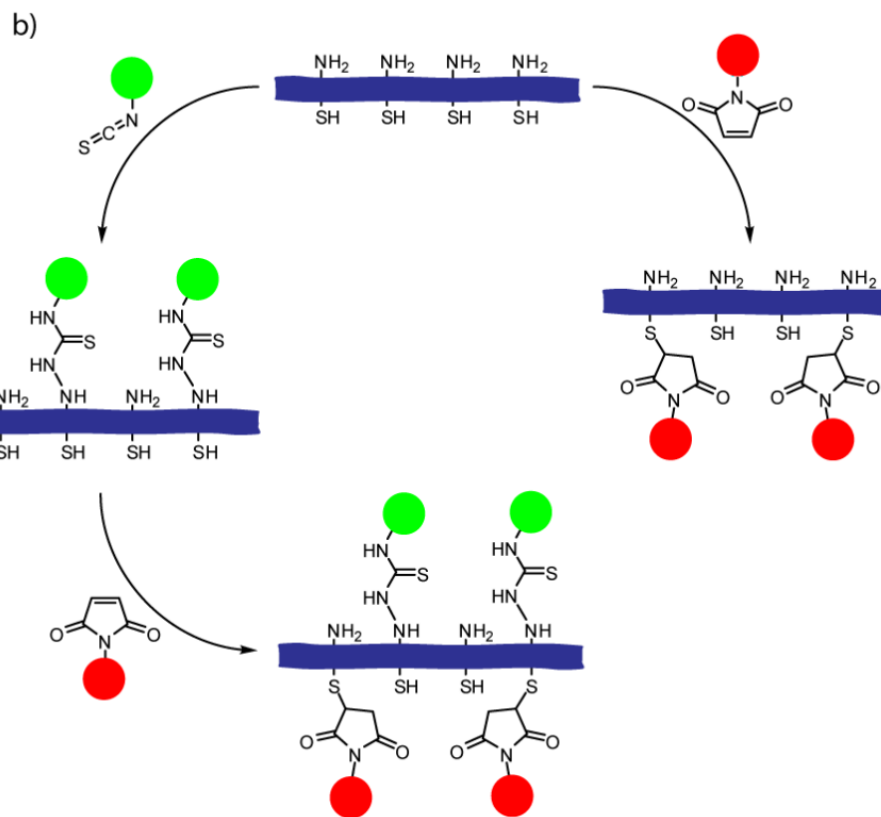 b)
NH2 NH2 NH2 NH2
SH SH SH SH
S=C=N
O N O
NH2 NH2 NH2 NH2
S SH SH S
O N O O N O
HN S HN S
HN HN
NH2 NH NH2 NH
SH SH SH SH
O N O
HN S HN S
HN HN
NH2 NH NH2 NH
S SH SH S
O N O O N O